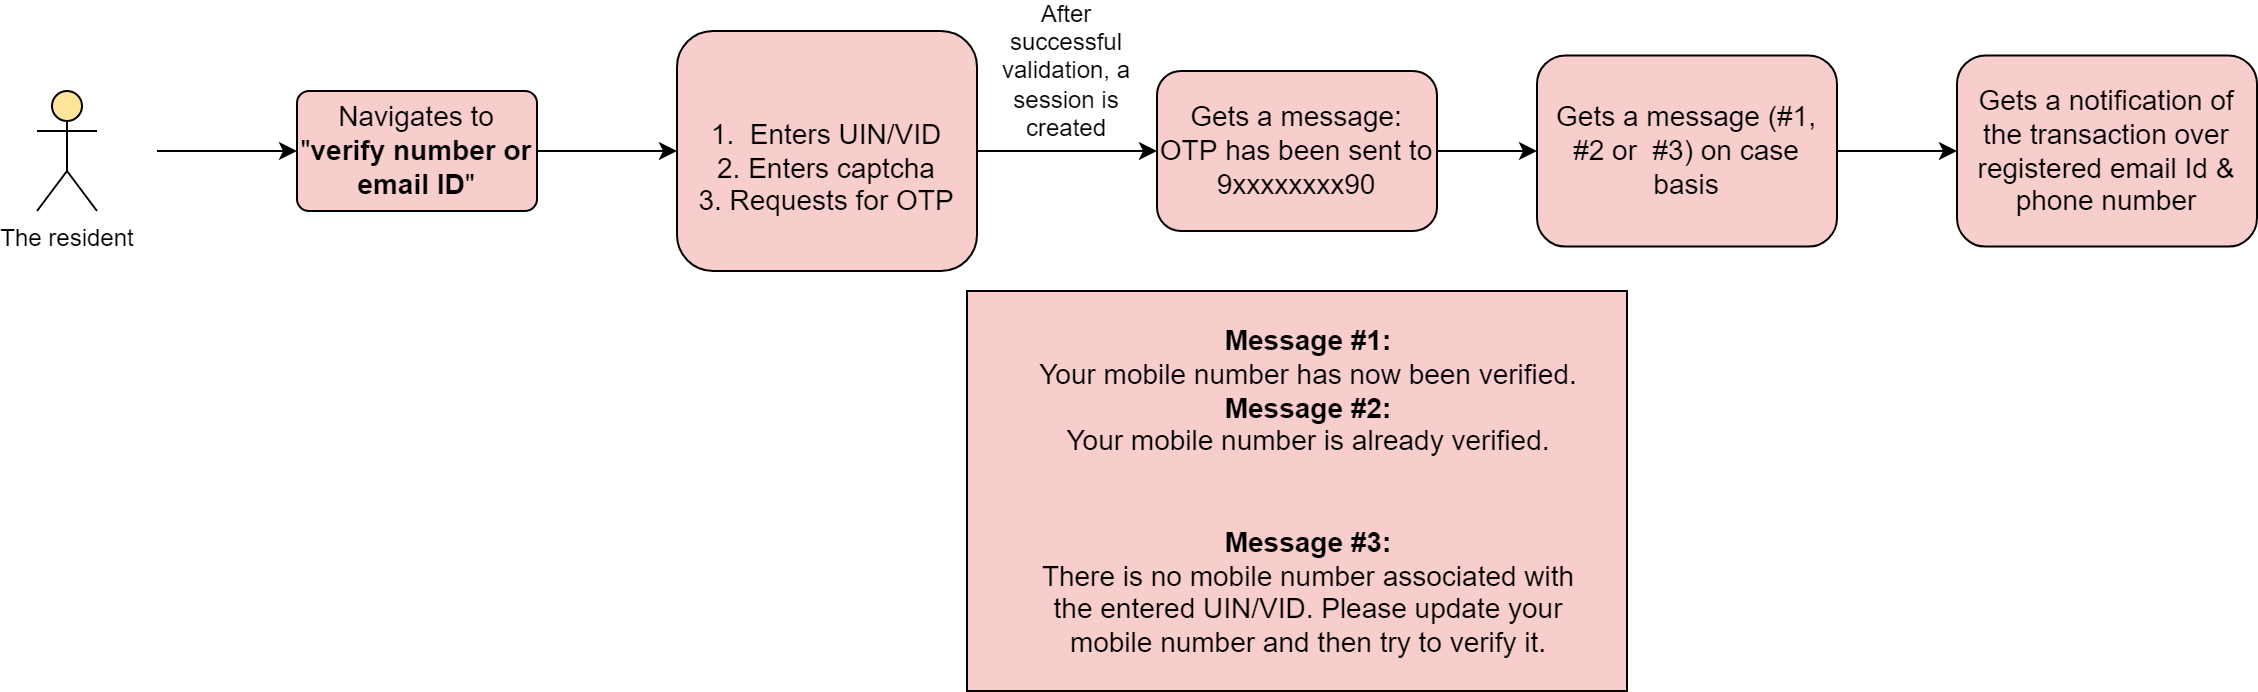 The resident
Navigates to
"verify number or
email ID"
1.  Enters UIN/VID
2. Enters captcha
3. Requests for OTP
After
successful
validation, a
session is
created
Gets a message:
OTP has been sent to
9xxxxxxxx90
Gets a message (#1,
#2 or  #3) on case
basis
Gets a notification of
the transaction over
registered email Id &
phone number
Message #1:
Your mobile number has now been verified.
Message #2:
Your mobile number is already verified.
Message #3:
There is no mobile number associated with
the entered UIN/VID. Please update your
mobile number and then try to verify it.